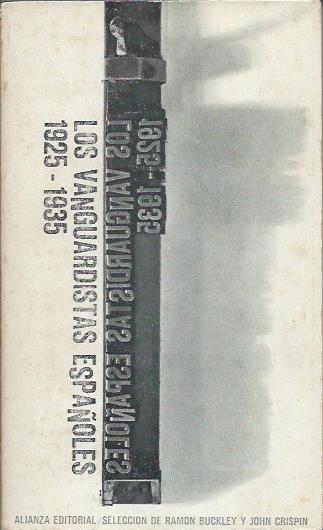 LOS VANGUARDISTAS ESPAÑOLES
1925 - 1935
LOS VANGUARDISTAS ESPAÑOLES
1925-1935
ALIANZA EDITORIAL / SELECCION DE RAMON BUCKLEY Y JOHN CRISPIN